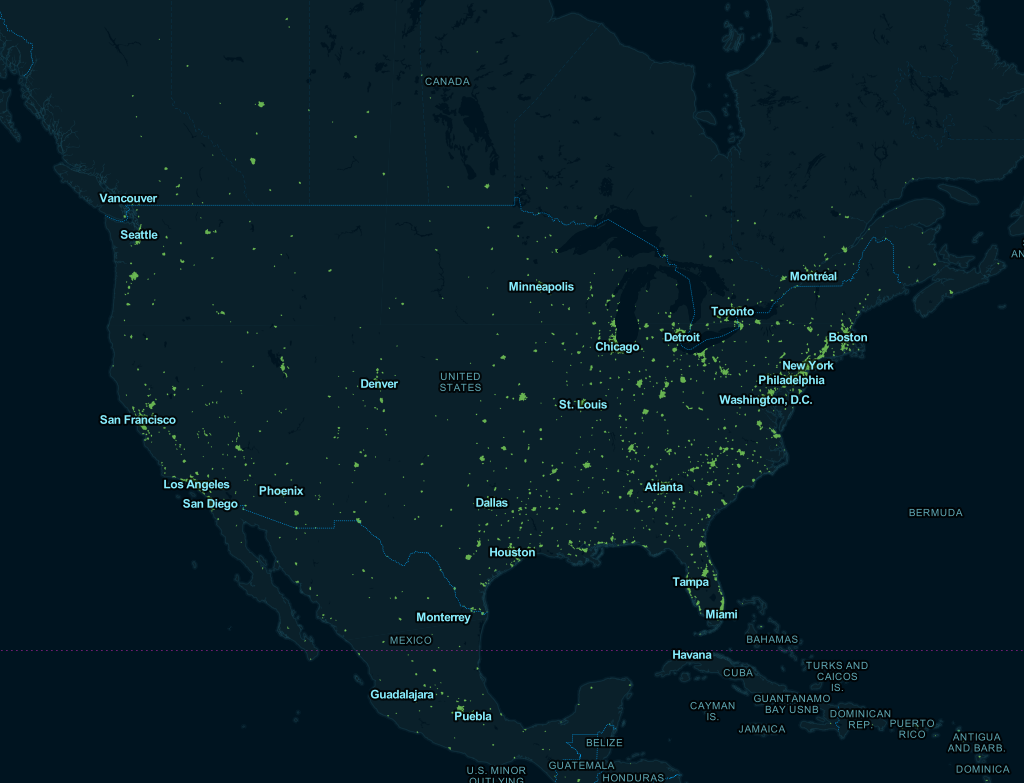 CANADA
Vancouver
Seattle
Montréal
AN
Minneapolis
Toronto
Boston
Detroit
Chicago
New York
UNITED
STATES
Denver
Philadelphia
Washington, D.C.
St. Louis
San Francisco
Los Angeles
Phoenix
Atlanta
San Diego
Dallas
BERMUDA
Houston
Tampa
Miami
Monterrey
MEXICO
BAHAMAS
Havana
CUBA
TURKS AND
CAICOS
IS.
Guadalajara
GUANTANAMO
BAY USNB
CAYMAN
IS.
Puebla
DOMINICAN
REP.
PUERTO
RICO
JAMAICA
BELIZE
ANTIGUA
AND BARB.
GUATEMALA
U.S. MINOR
OUTLYING
HONDURAS
DOMINICA